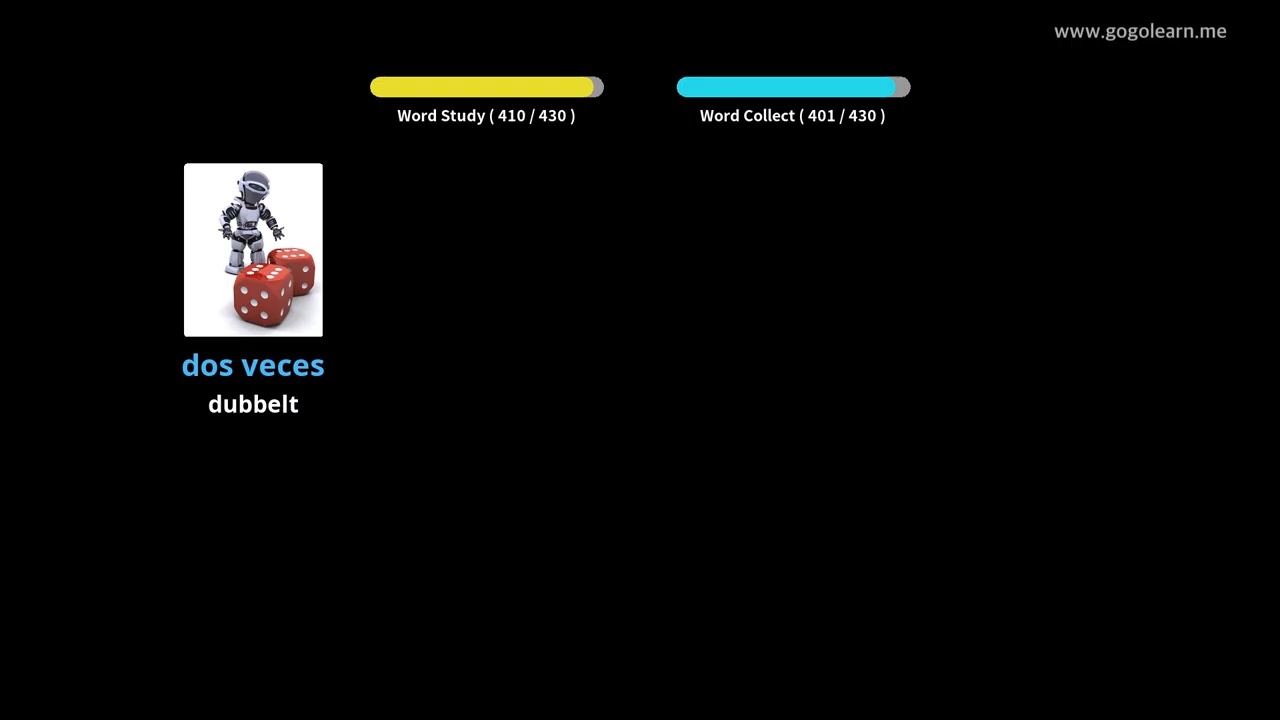 www.gogolearn.me
Word Study ( 410 / 430 )
Word Collect ( 401 / 430 )
dos veces
dubbelt